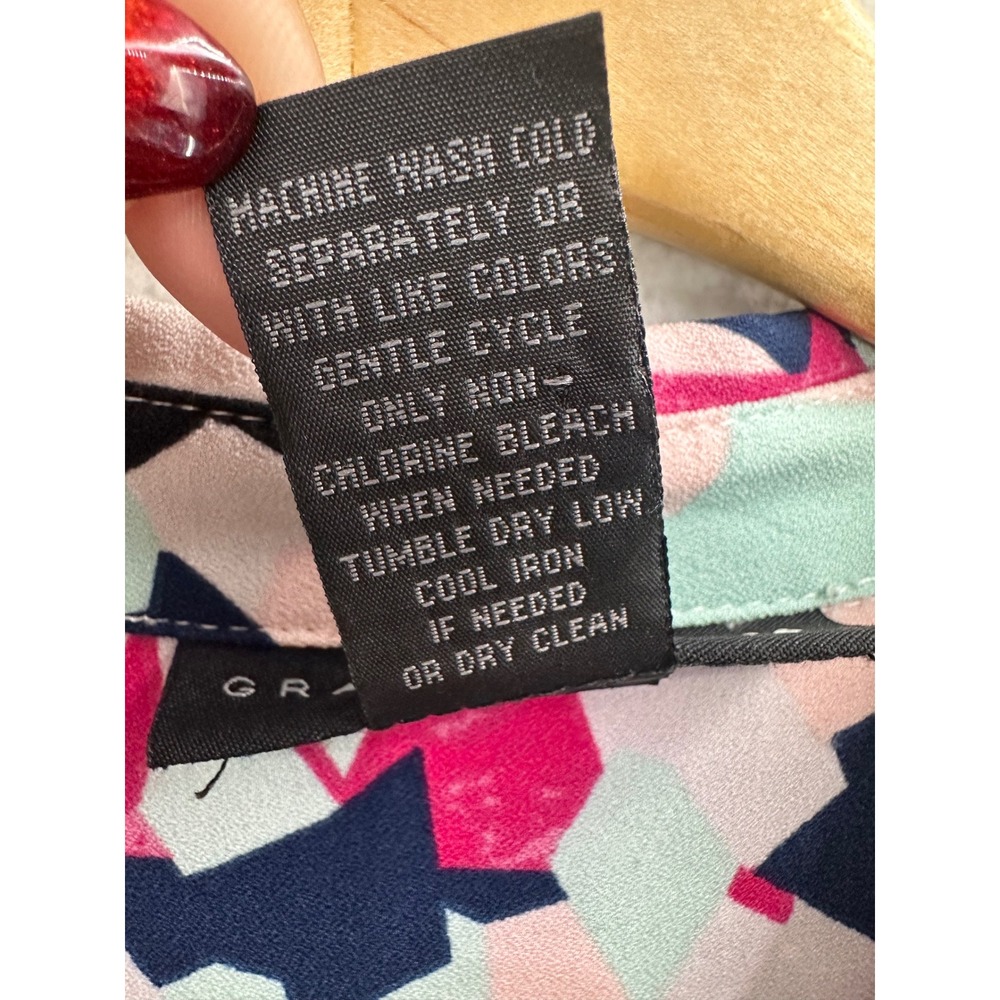 MACHINE WASH COLD
SEPARATELY OR
WITH LIKE COLORS
GENTLE CYCLE
ONLY NON-
CHLORINE BLEACH
WHEN NEEDED
TUMBLE DRY LOW
COOL IRON
IF NEEDED
OR DRY CLEAN
GRA